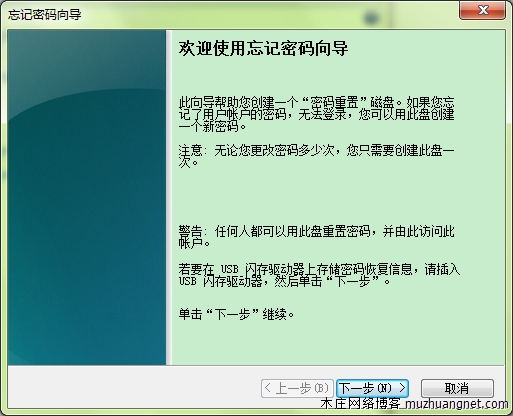 忘记密码向导
欢迎使用忘记密码向导
此向导帮助您创建一个“密码重置”磁盘。如果您忘
记了用户帐户的密码，无法登录，您可以用此盘创建
一个新密码。
注意: 无论您更改密码多少次，您只需要创建此盘一
次。
警告: 任何人都可以用此盘重置密码，并由此访问此
帐户。
若要在 USB 闪存驱动器上存储密码恢复信息，请插入
USB 闪存驱动器，然后单击“下一步”。
单击“下一步”继续。
< 上一步(B) 下一步(N) > 取消
木庄网络博客 muzhuangnet.com